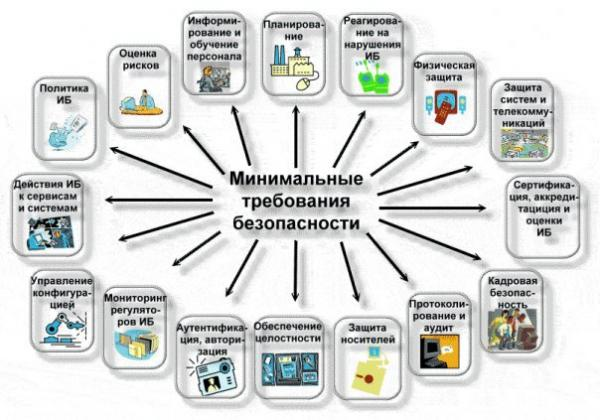 Политика
ИБ
Оценка
рисков
Информи-
рование и
обучение
персонала
Планирова-
ние
Реагирова-
ние на
нарушения
ИБ
Физическая
защита
Защита
систем и
телекомму-
никаций
Действия ИБ
к сервисам
и системам
Минимальные
требования
безопасности
Сертифика-
ция, аккреди-
татиция и
оценки
ИБ
Управление
конфигура-
цией
Мониторинг
регулято-
ров ИБ
Аутентифика-
ция, автори-
зация
Обеспечение
целостности
Защита
носителей
Протоколи-
рование и
аудит
Кадровая
безопас-
ность